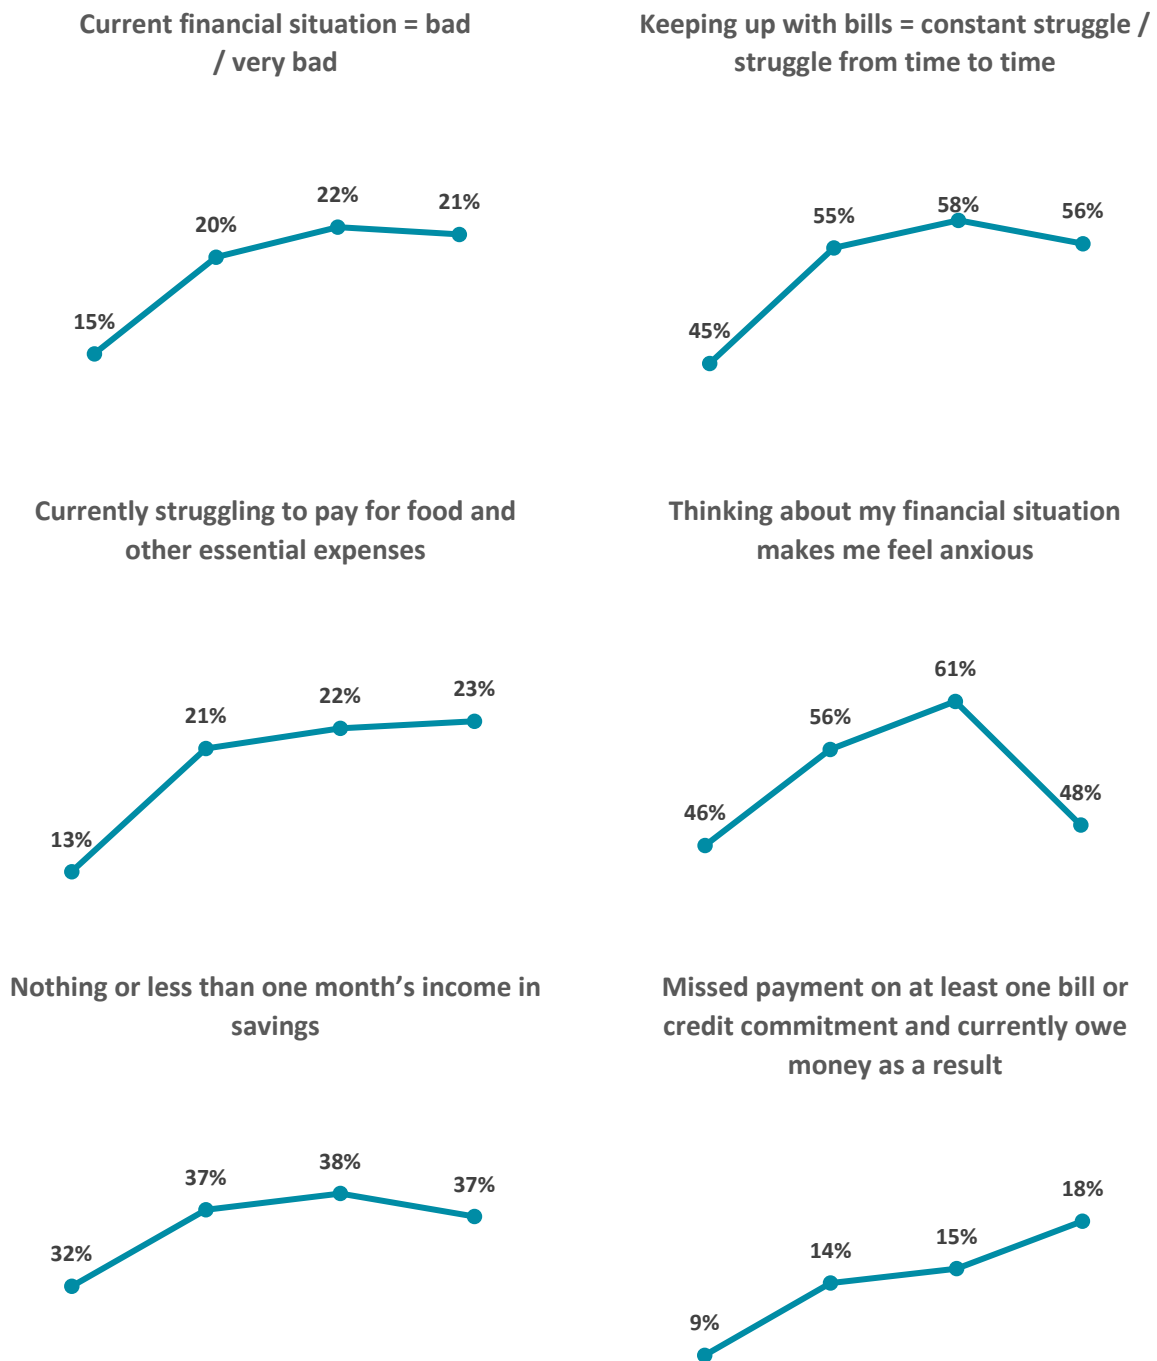 Current financial situation = bad
/ very bad
15%
20%
22%
21%
Keeping up with bills = constant struggle /
struggle from time to time
45%
55%
58%
56%
Currently struggling to pay for food and
other essential expenses
13%
21%
22%
23%
Thinking about my financial situation
makes me feel anxious
46%
56%
61%
48%
Nothing or less than one month’s income in
savings
32%
37%
38%
37%
Missed payment on at least one bill or
credit commitment and currently owe
money as a result
9%
14%
15%
18%